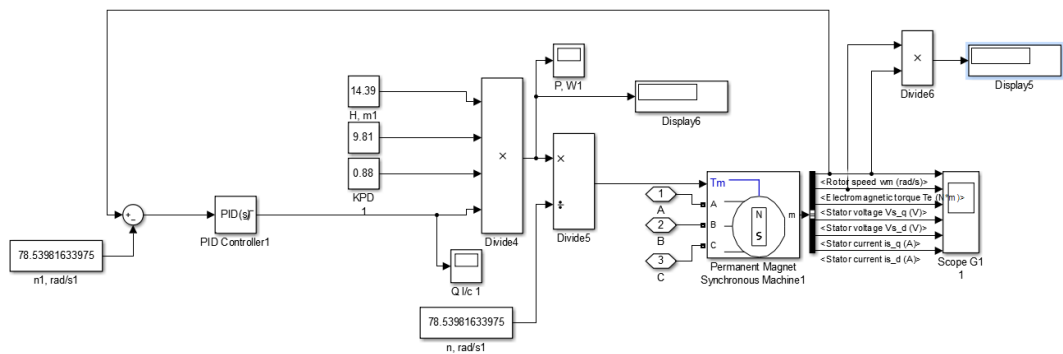 14.39
H, m1
9.81
0.88
KPD
1
PID(s)
PID Controller1
78.53981633975
n1, rad/s1
Q l/c 1
78.53981633975
n, rad/s1
×
Divide4
P, W1
Display6
×
÷
Divide5
1
A
2
B
3
C
Tm
A
B
C
N
S
m
Permanent Magnet
Synchronous Machine1
<Rotor speed wm (rad/s)>
<Electromagnetic torque Te (N*m)>
<Stator voltage Vs_q (V)>
<Stator voltage Vs_d (V)>
<Stator current is_q (A)>
<Stator current is_d (A)>
Scope G1
1
×
Divide6
Display5